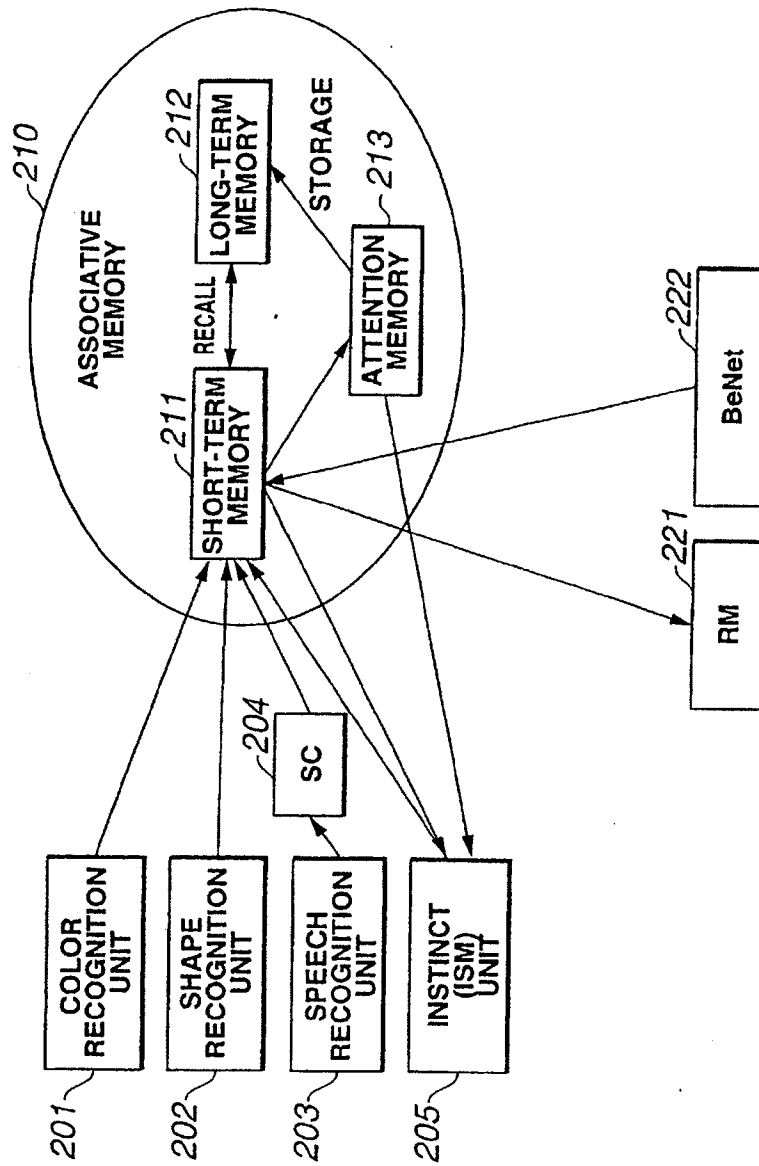 210
ASSOCIATIVE
MEMORY
211
SHORT-TERM
MEMORY
RECALL
212
LONG-TERM
MEMORY
STORAGE
213
ATTENTION
MEMORY
201
COLOR
RECOGNITION
UNIT
202
SHAPE
RECOGNITION
UNIT
203
SPEECH
RECOGNITION
UNIT
204
SC
205
INSTINCT
(ISM)
UNIT
221
RM
222
BeNet